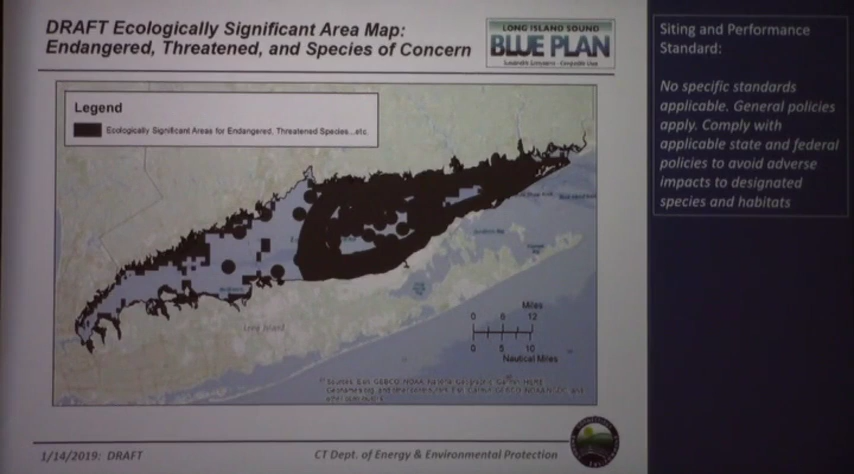 DRAFT Ecologically Significant Area Map:
Endangered, Threatened, and Species of Concern
LONG ISLAND SOUND
BLUE PLAN
Legend
Ecologically Significant Areas for Endangered, Threatened Species...etc.
Long Island
Miles
0 6 12
0 5 10
Nautical Miles
1/14/2019: DRAFT
CT Dept. of Energy & Environmental Protection
Siting and Performance
Standard:
No specific standards
applicable. General policies
apply. Comply with
applicable state and federal
policies to avoid adverse
impacts to designated
species and habitats